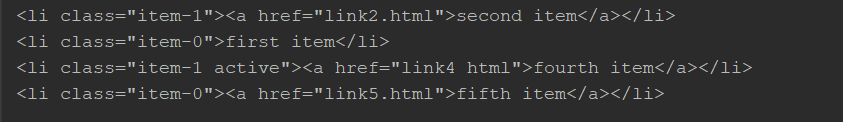 <li class="item-1"><a href="link2.html">second item</a></li>
<li class="item-0">first item</li>
<li class="item-1 active"><a href="link4 html">fourth item</a></li>
<li class="item-0"><a href="link5.html">fifth item</a></li>